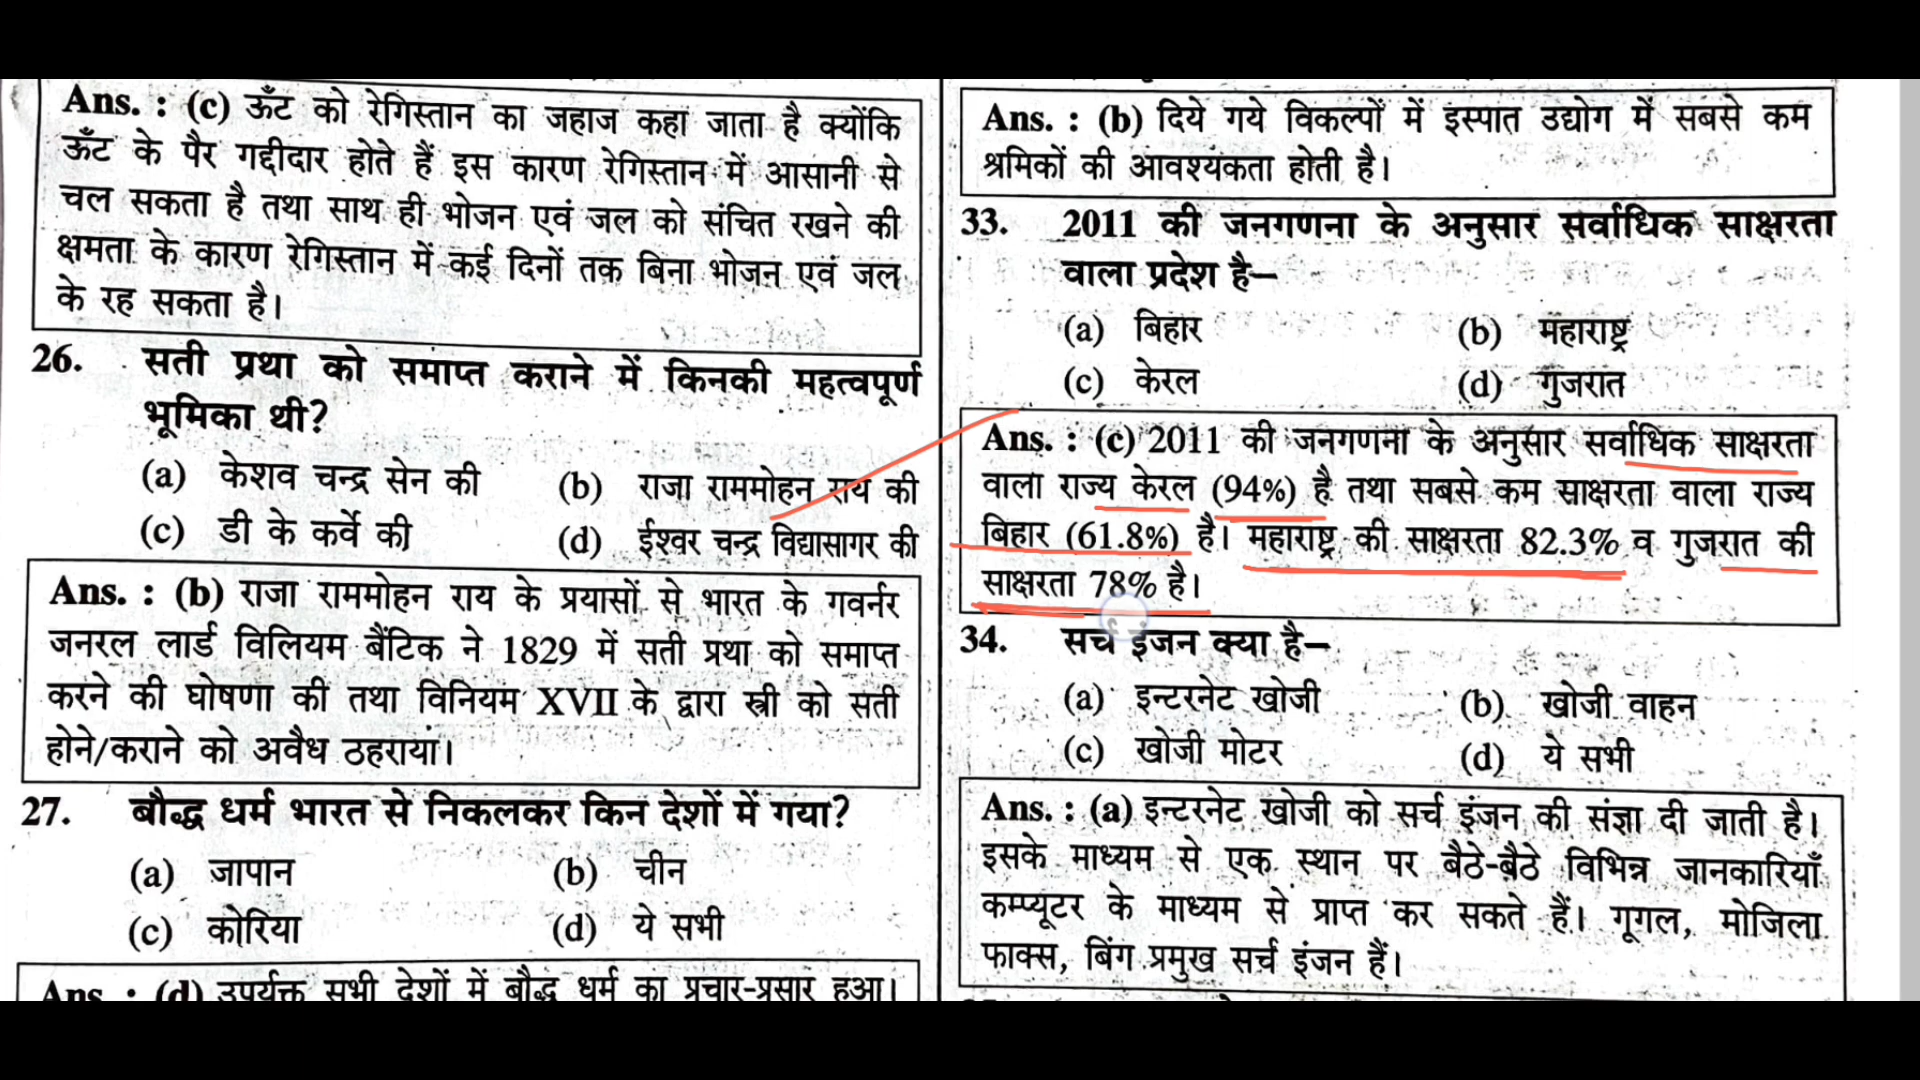 Ans. : (c) ऊँट को रेगिस्तान का जहाज कहा जाता है क्योंकि
ऊँट के पैर गद्दीदार होते हैं इस कारण रेगिस्तान में आसानी से
चल सकता है तथा साथ ही भोजन एवं जल को संचित रखने की
क्षमता के कारण रेगिस्तान में कई दिनों तक बिना भोजन एवं जल
के रह सकता है।
26. सती प्रथा को समाप्त कराने में किनकी महत्वपूर्ण
भूमिका थी?
(a) केशव चन्द्र सेन की (b) राजा राममोहन राय की
(c) डी के कर्वे की (d) ईश्वर चन्द्र विद्यासागर की
Ans. : (b) राजा राममोहन राय के प्रयासों से भारत के गवर्नर
जनरल लार्ड विलियम बैंटिक ने 1829 में सती प्रथा को समाप्त
करने की घोषणा की तथा विनियम XVII के द्वारा स्त्री को सती
होने/कराने को अवैध ठहराया।
27. बौद्ध धर्म भारत से निकलकर किन देशों में गया?
(a) जापान (b) चीन
(c) कोरिया (d) ये सभी
Ans. : (d) उपर्युक्त सभी देशों में बौद्ध धर्म का प्रचार-प्रसार हुआ।
Ans. : (b) दिये गये विकल्पों में इस्पात उद्योग में सबसे कम
श्रमिकों की आवश्यकता होती है।
33. 2011 की जनगणना के अनुसार सर्वाधिक साक्षरता
वाला प्रदेश है–
(a) बिहार (b) महाराष्ट्र
(c) केरल (d) गुजरात
Ans. : (c) 2011 की जनगणना के अनुसार सर्वाधिक साक्षरता
वाला राज्य केरल (94%) है तथा सबसे कम साक्षरता वाला राज्य
बिहार (61.8%) है। महाराष्ट्र की साक्षरता 82.3% व गुजरात की
साक्षरता 78% है।
34. सर्च इंजन क्या है–
(a) इन्टरनेट खोजी (b) खोजी वाहन
(c) खोजी मोटर (d) ये सभी
Ans. : (a) इन्टरनेट खोजी को सर्च इंजन की संज्ञा दी जाती है।
इसके माध्यम से एक स्थान पर बैठे-बैठे विभिन्न जानकारियाँ
कम्प्यूटर के माध्यम से प्राप्त कर सकते हैं। गूगल, मोजिला
फाक्स, बिंग प्रमुख सर्च इंजन हैं।